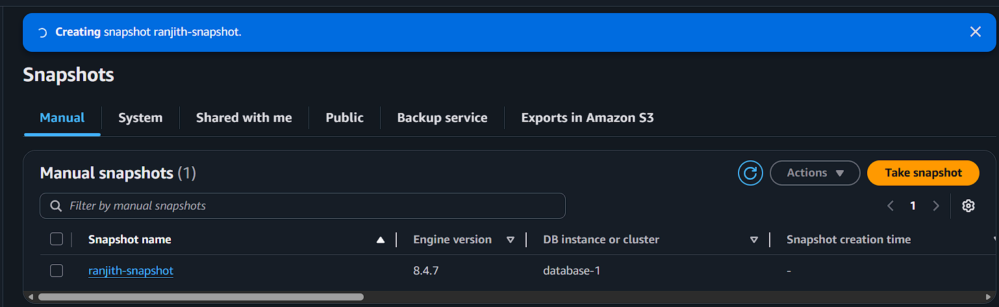 Creating snapshot ranjith-snapshot.
Snapshots
Manual System Shared with me Public Backup service Exports in Amazon S3
Manual snapshots (1) Actions Take snapshot
Filter by manual snapshots 1
Snapshot name Engine version DB instance or cluster Snapshot creation time
ranjith-snapshot 8.4.7 database-1 -